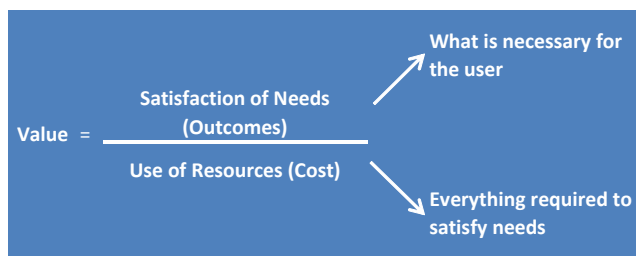 What is necessary for
the user
Satisfaction of Needs
(Outcomes)
Value =
Use of Resources (Cost)
Everything required to
satisfy needs